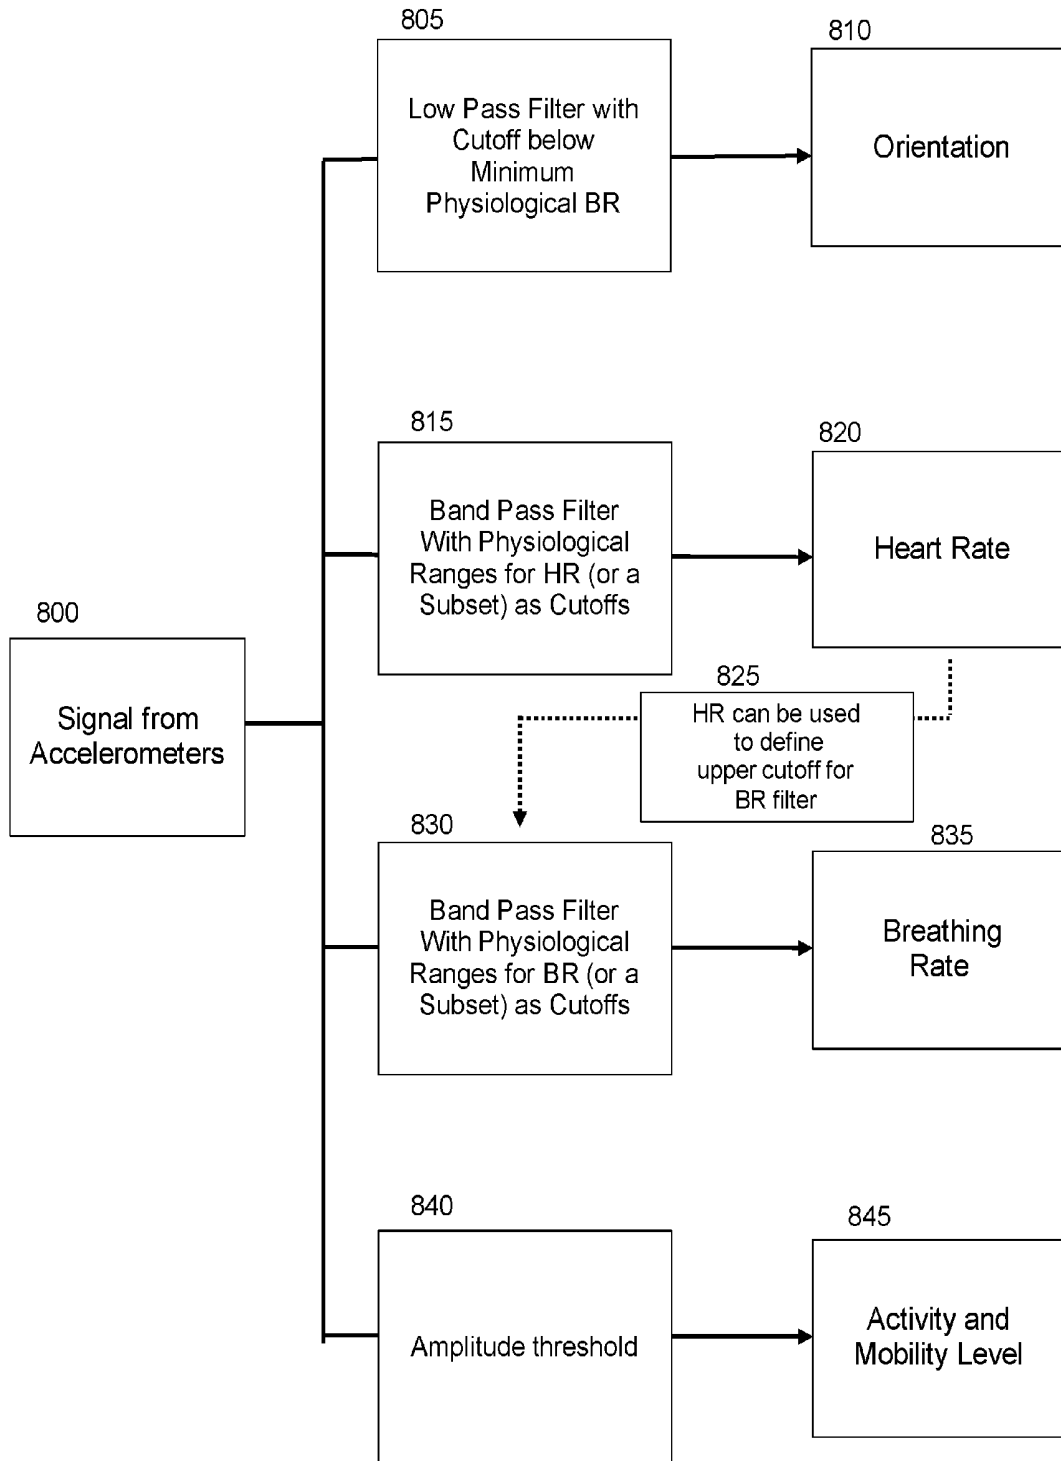 805
Low Pass Filter with
Cutoff below
Minimum
Physiological BR
810
Orientation
815
Band Pass Filter
With Physiological
Ranges for HR (or a
Subset) as Cutoffs
820
Heart Rate
800
Signal from
Accelerometers
825
HR can be used
to define
upper cutoff for
BR filter
830
Band Pass Filter
With Physiological
Ranges for BR (or a
Subset) as Cutoffs
835
Breathing
Rate
840
Amplitude threshold
845
Activity and
Mobility Level